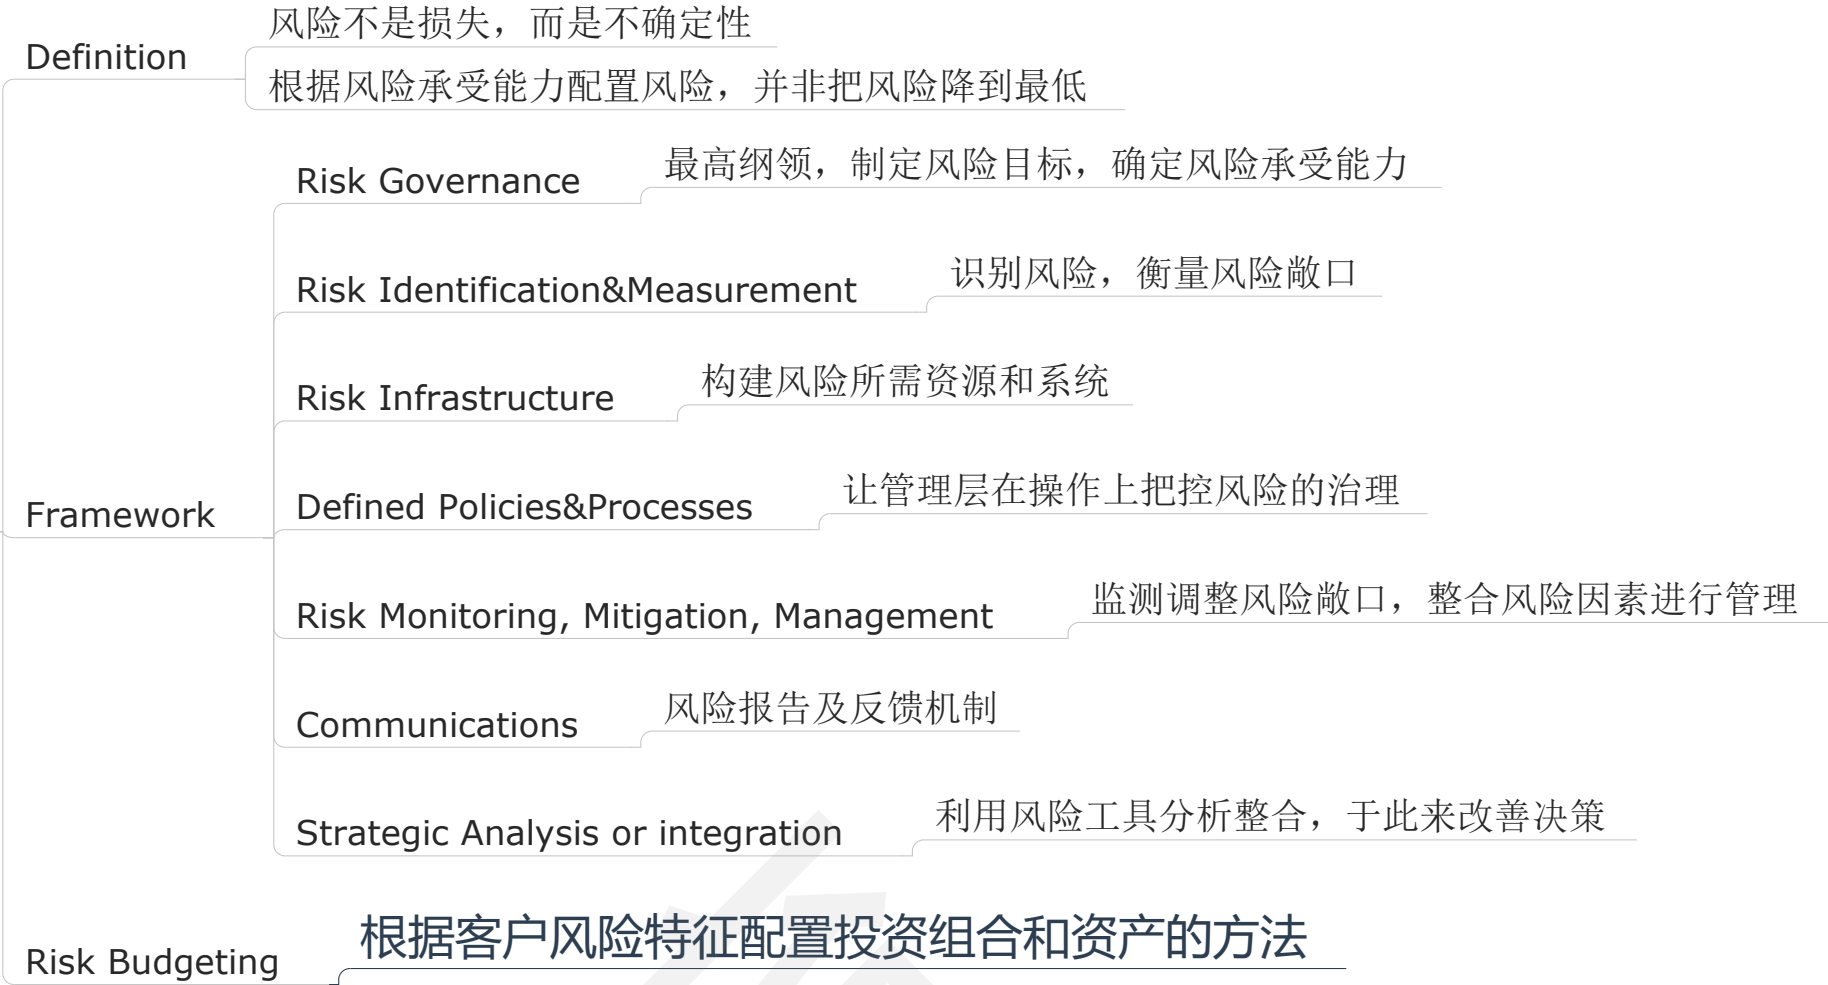 风险不是损失，而是不确定性
Definition
根据风险承受能力配置风险，并非把风险降到最低
Risk Governance
最高纲领，制定风险目标，确定风险承受能力
Risk Identification&Measurement
识别风险，衡量风险敞口
Risk Infrastructure
构建风险所需资源和系统
Framework
Defined Policies&Processes
让管理层在操作上把控风险的治理
Risk Monitoring, Mitigation, Management
监测调整风险敞口，整合风险因素进行管理
Communications
风险报告及反馈机制
Strategic Analysis or integration
利用风险工具分析整合，于此来改善决策
Risk Budgeting
根据客户风险特征配置投资组合和资产的方法